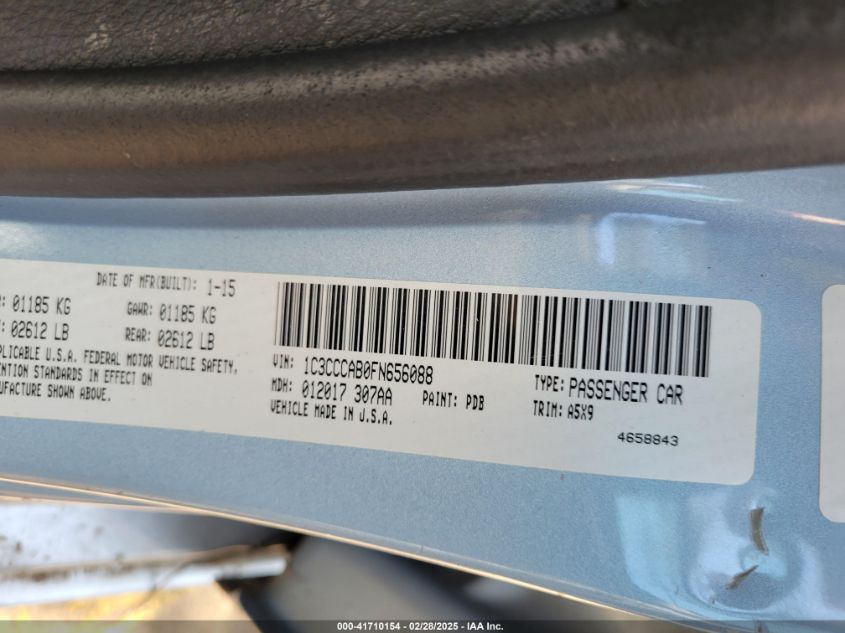 DATE OF MFR(BUILT): 1-15
: 01185 KG GAWR: 01185 KG
: 02612 LB REAR: 02612 LB
PLICABLE U.S.A. FEDERAL MOTOR VEHICLE SAFETY,
ENTION STANDARDS IN EFFECT ON
UFACTURE SHOWN ABOVE.
VIN: 1C3CCCAB0FN656088
MDH: 012017 307AA PAINT: PDB
VEHICLE MADE IN U.S.A.
TYPE: PASSENGER CAR
TRIM: A5X9
4658843
000-41710154 / 02/28/2025 - IAA Inc.